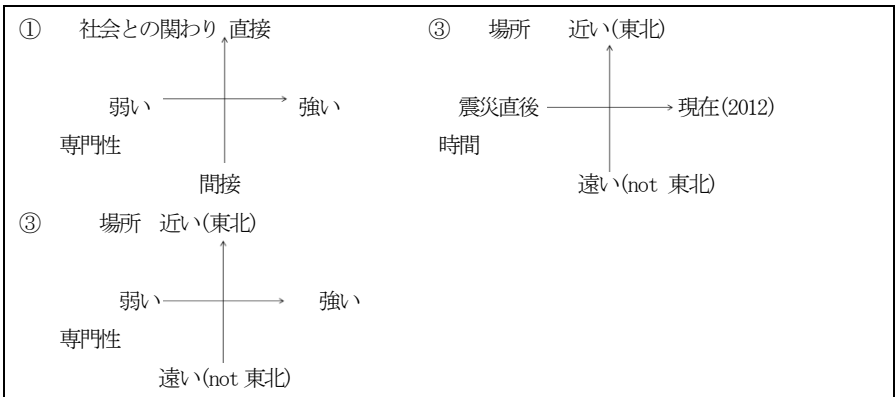 ① 社会との関わり 直接
弱い 強い
専門性
間接
③ 場所 近い(東北)
震災直後 現在(2012)
時間
遠い(not 東北)
③ 場所 近い(東北)
弱い 強い
専門性
遠い(not 東北)